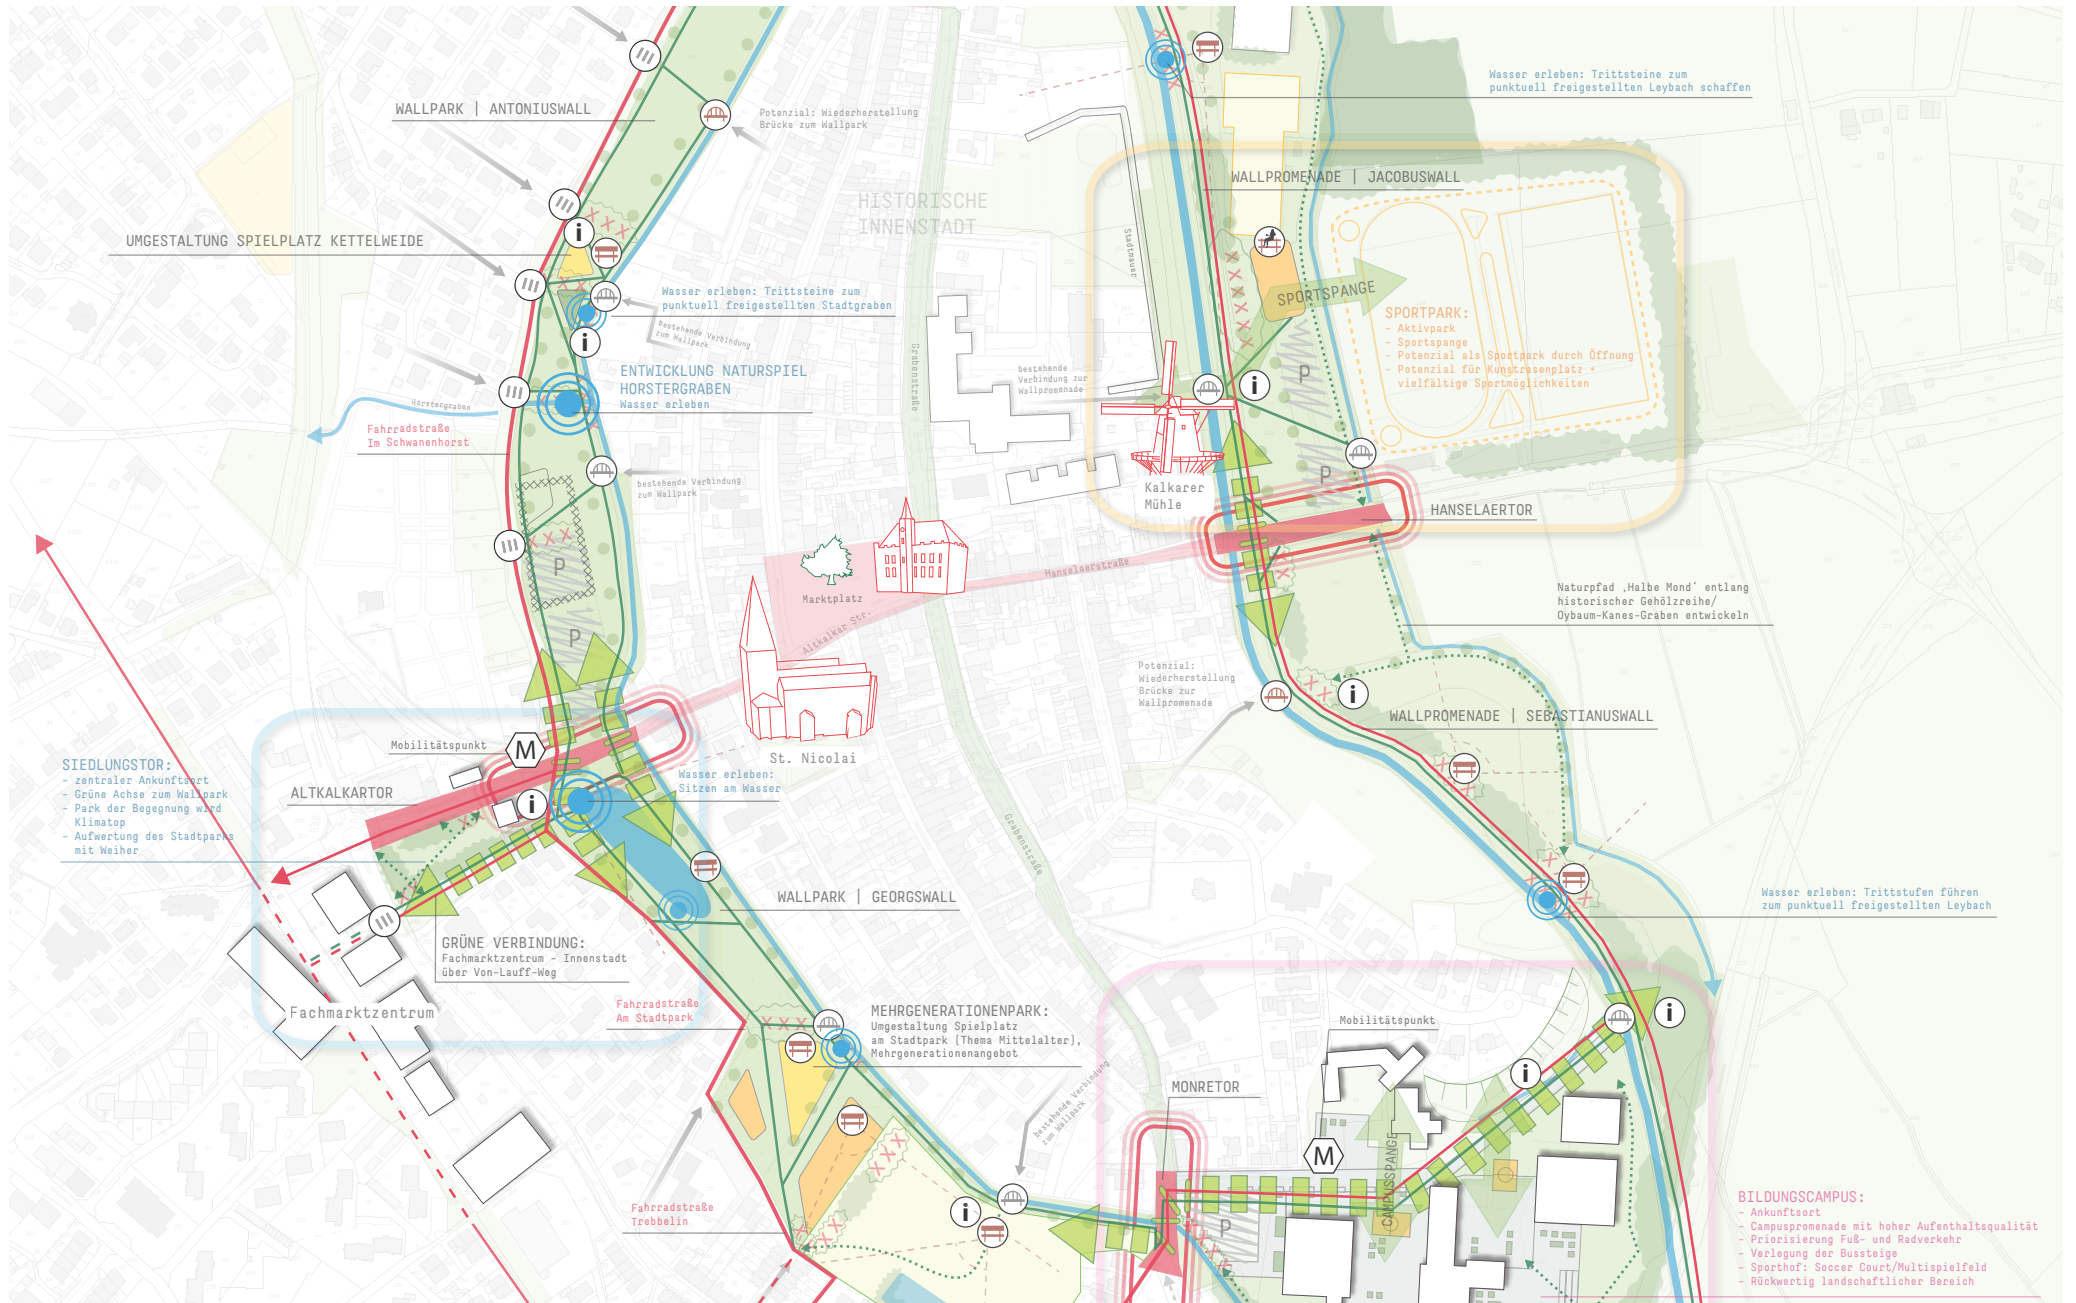 WALLPARK | ANTONIUSWALL
Potenzial: Wiederherstellung
Brücke zum Wallpark
Wasser erleben: Trittsteine zum
punktuell freigestellten Leybach schaffen
HISTORISCHE
INNENSTADT
WALLPROMENADE | JACOBUSWALL
UMGESTALTUNG SPIELPLATZ KETTELWEIDE
i
Stadtmauer
Wasser erleben: Trittsteine zum
punktuell freigestellten Stadtgraben
bestehende Verbindung
zum Wallpark
i
SPORTSPANGE
SPORTPARK:
- Aktivpark
- Sportspange
- Potenzial als Sportpark durch Öffnung
- Potenzial für Kunstrasenplatz +
vielfältige Sportmöglichkeiten
ENTWICKLUNG NATURSPIEL
HORSTERGRABEN
Wasser erleben
Grabenstraße
bestehende
Verbindung zur
Wallpromenade
i
P
Horstergraben
Fahrradstraße
Im Schwanenhorst
bestehende Verbindung
zum Wallpark
P
Kalkarer
Mühle
HANSELAERTOR
P
Hanselaerstraße
Marktplatz
Altkalkar Str.
P
Naturpfad ‚Halbe Mond' entlang
historischer Gehölzreihe/
Oybaum-Kanes-Graben entwickeln
Potenzial:
Wiederherstellung
Brücke zur
Wallpromenade
i
WALLPROMENADE | SEBASTIANUSWALL
Mobilitätspunkt
M
St. Nicolai
SIEDLUNGSTOR:
- zentraler Ankunftsort
- Grüne Achse zum Wallpark
- Park der Begegnung wird
Klimatop
- Aufwertung des Stadtparks
mit Weiher
ALTKALKARTOR
i
Wasser erleben:
Sitzen am Wasser
Grabenstraße
WALLPARK | GEORGSWALL
Wasser erleben: Trittstufen führen
zum punktuell freigestellten Leybach
GRÜNE VERBINDUNG:
Fachmarktzentrum - Innenstadt
über Von-Lauff-Weg
Fachmarktzentrum
Fahrradstraße
Am Stadtpark
MEHRGENERATIONENPARK:
Umgestaltung Spielplatz
am Stadtpark (Thema Mittelalter),
Mehrgenerationenangebot
Mobilitätspunkt
i
i
bestehende Verbindung
zum Wallpark
MONRETOR
M
CAMPUSSPANGE
Fahrradstraße
Trebbelin
i
P
BILDUNGSCAMPUS:
- Ankunftsort
- Campuspromenade mit hoher Aufenthaltsqualität
- Priorisierung Fuß- und Radverkehr
- Verlegung der Bussteige
- Sporthof: Soccer Court/Multispielfeld
- Rückwertig landschaftlicher Bereich